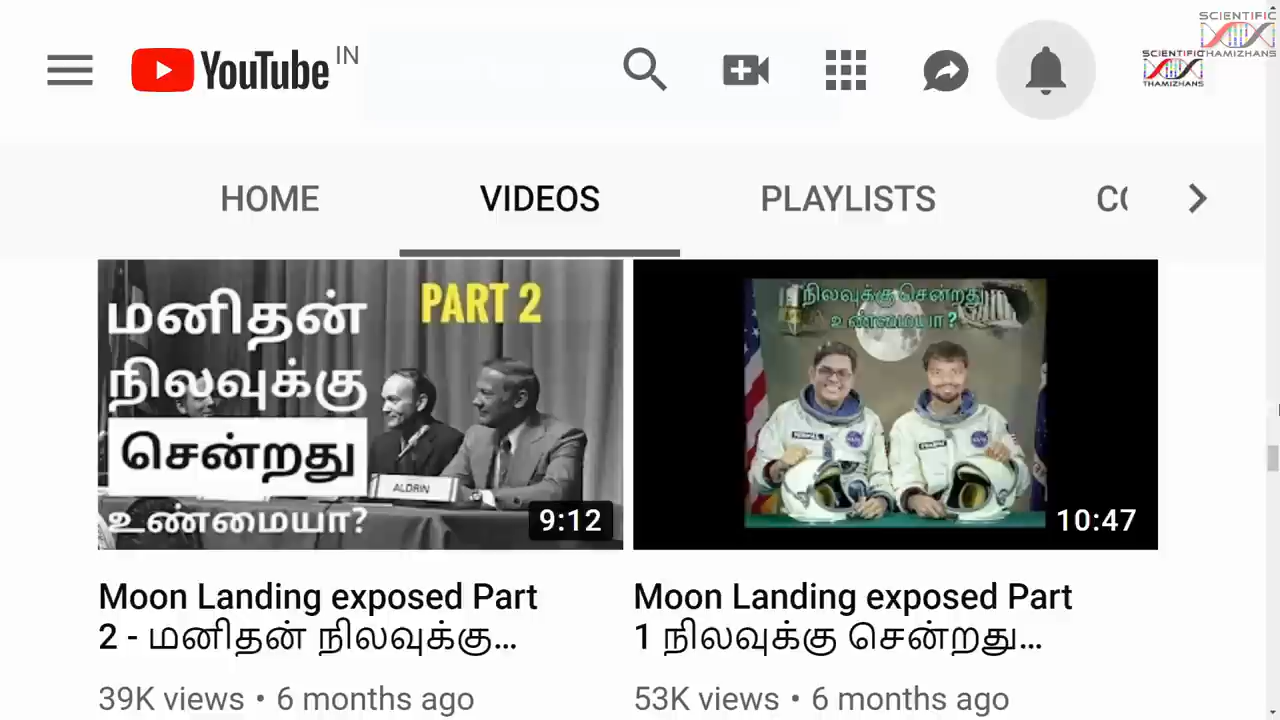 SCIENTIFIC
THAMIZHANS
YouTube IN
SCIENTIFIC
THAMIZHANS
HOME VIDEOS PLAYLISTS
மனிதன்
நிலவுக்கு
சென்றது
உண்மையா?
PART 2
ALDRIN
9:12
நிலவுக்கு சென்றது
உண்மையா?
NASA
NASA
10:47
Moon Landing exposed Part
2 - மனிதன் நிலவுக்கு...
39K views • 6 months ago
Moon Landing exposed Part
1 நிலவுக்கு சென்றது...
53K views • 6 months ago